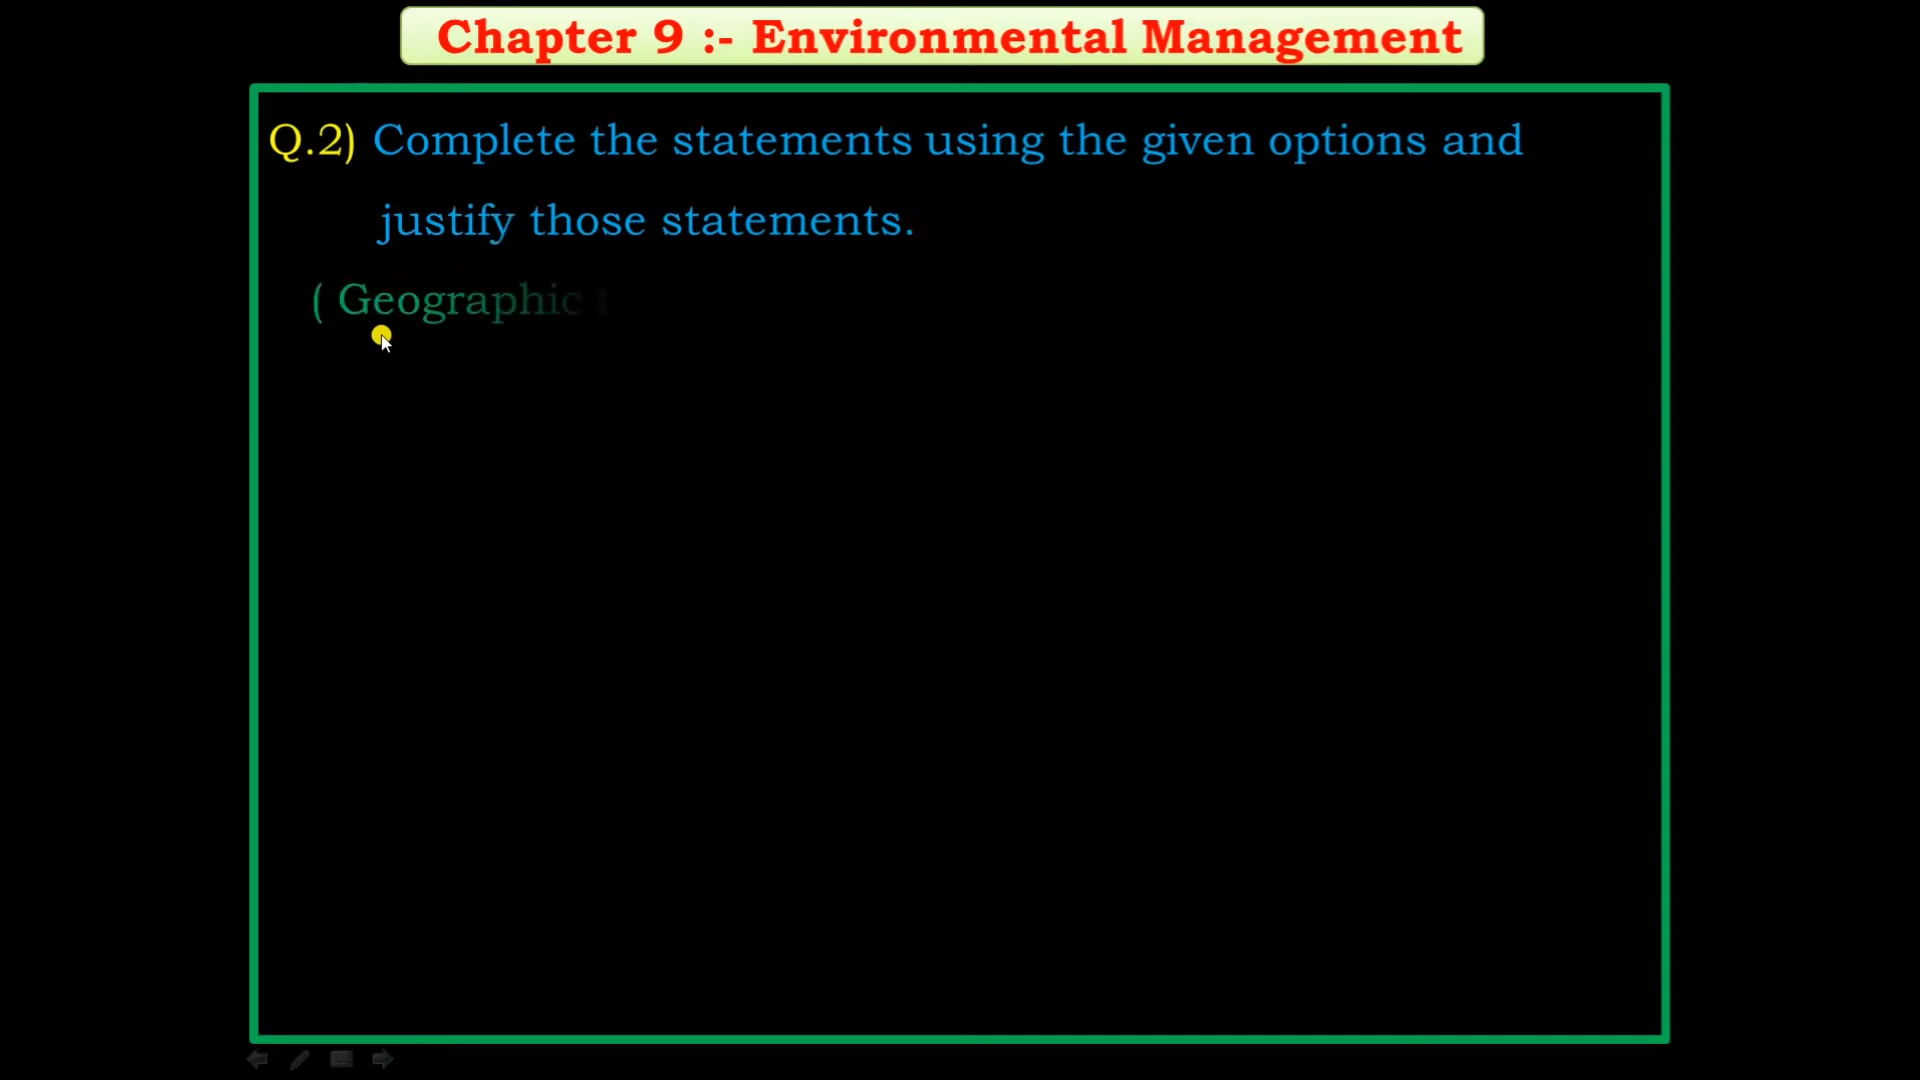 Chapter 9 :- Environmental Management
Q.2) Complete the statements using the given options and
justify those statements.
( Geographic